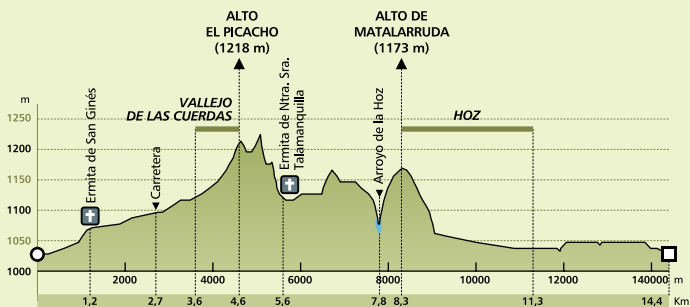 ALTO
EL PICACHO
(1218 m)
ALTO DE
MATALARRUDA
(1173 m)
m
1250
1200
1150
1100
1050
1000
Ermita de San Ginés
Carretera
VALLEJO
DE LAS CUERDAS
Ermita de Ntra. Sra.
Talamanquilla
Arroyo de la Hoz
HOZ
2000
4000
6000
8000
10000
12000
14000
m
1,2
2,7
3,6
4,6
5,6
7,8
8,3
11,3
14,4
Km